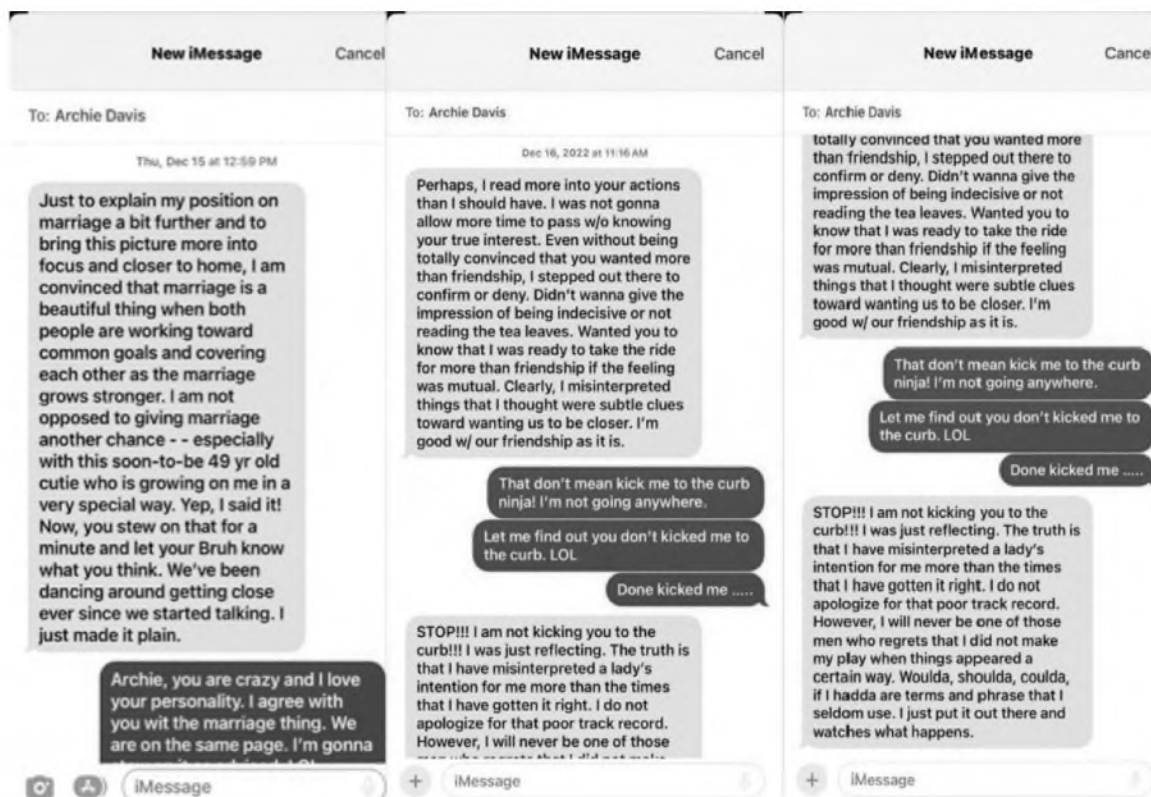 New iMessage
Cancel
To: Archie Davis
Thu, Dec 15 at 12:59 PM
Just to explain my position on
marriage a bit further and to
bring this picture more into
focus and closer to home, I am
convinced that marriage is a
beautiful thing when both
people are working toward
common goals and covering
each other as the marriage
grows stronger. I am not
opposed to giving marriage
another chance - - especially
with this soon-to-be 49 yr old
cutie who is growing on me in a
very special way. Yep, I said it!
Now, you stew on that for a
minute and let your Bruh know
what you think. We've been
dancing around getting close
ever since we started talking. I
just made it plain.
Archie, you are crazy and I love
your personality. I agree with
you wit the marriage thing. We
are on the same page. I'm gonna
iMessage
New iMessage
Cancel
To: Archie Davis
Dec 16, 2022 at 11:16 AM
Perhaps, I read more into your actions
than I should have. I was not gonna
allow more time to pass w/o knowing
your true interest. Even without being
totally convinced that you wanted more
than friendship, I stepped out there to
confirm or deny. Didn't wanna give the
impression of being indecisive or not
reading the tea leaves. Wanted you to
know that I was ready to take the ride
for more than friendship if the feeling
was mutual. Clearly, I misinterpreted
things that I thought were subtle clues
toward wanting us to be closer. I'm
good w/ our friendship as it is.
That don't mean kick me to the curb
ninja! I'm not going anywhere.
Let me find out you don't kicked me to
the curb. LOL
Done kicked me .....
STOP!!! I am not kicking you to the
curb!!! I was just reflecting. The truth is
that I have misinterpreted a lady's
intention for me more than the times
that I have gotten it right. I do not
apologize for that poor track record.
However, I will never be one of those
iMessage
New iMessage
Cancel
To: Archie Davis
totally convinced that you wanted more
than friendship, I stepped out there to
confirm or deny. Didn't wanna give the
impression of being indecisive or not
reading the tea leaves. Wanted you to
know that I was ready to take the ride
for more than friendship if the feeling
was mutual. Clearly, I misinterpreted
things that I thought were subtle clues
toward wanting us to be closer. I'm
good w/ our friendship as it is.
That don't mean kick me to the curb
ninja! I'm not going anywhere.
Let me find out you don't kicked me to
the curb. LOL
Done kicked me .....
STOP!!! I am not kicking you to the
curb!!! I was just reflecting. The truth is
that I have misinterpreted a lady's
intention for me more than the times
that I have gotten it right. I do not
apologize for that poor track record.
However, I will never be one of those
men who regrets that I did not make
my play when things appeared a
certain way. Woulda, shoulda, coulda,
if I hadda are terms and phrase that I
seldom use. I just put it out there and
watches what happens.
iMessage